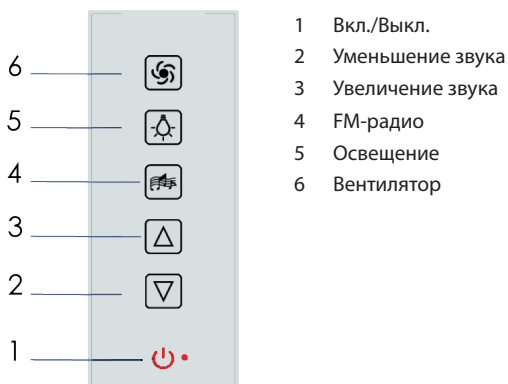 6
5
4
3
2
1
1 Вкл./Выкл.
2 Уменьшение звука
3 Увеличение звука
4 FM-радио
5 Освещение
6 Вентилятор